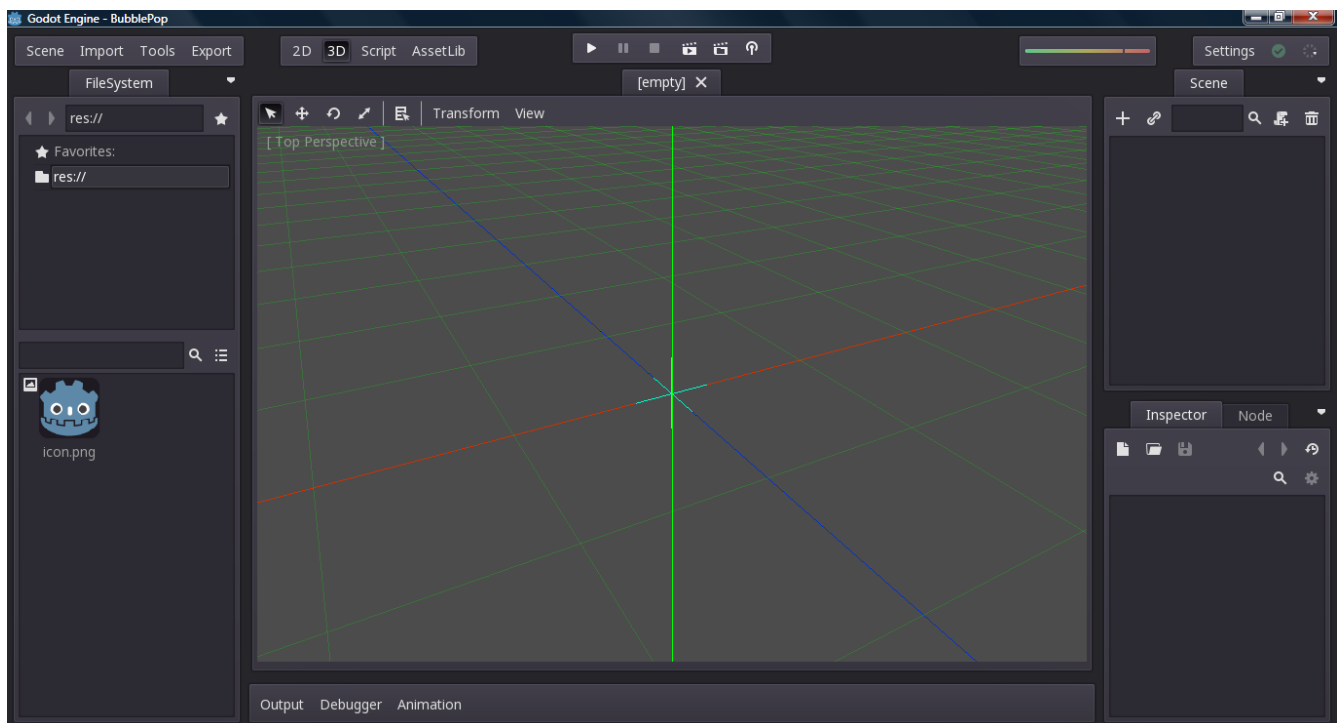 Godot Engine - BubblePop
Scene Import Tools Export 2D 3D Script AssetLib Settings
FileSystem [empty] Scene
res:// Transform View
[ Top Perspective ]
Favorites:
res://
Inspector Node
icon.png
Output Debugger Animation